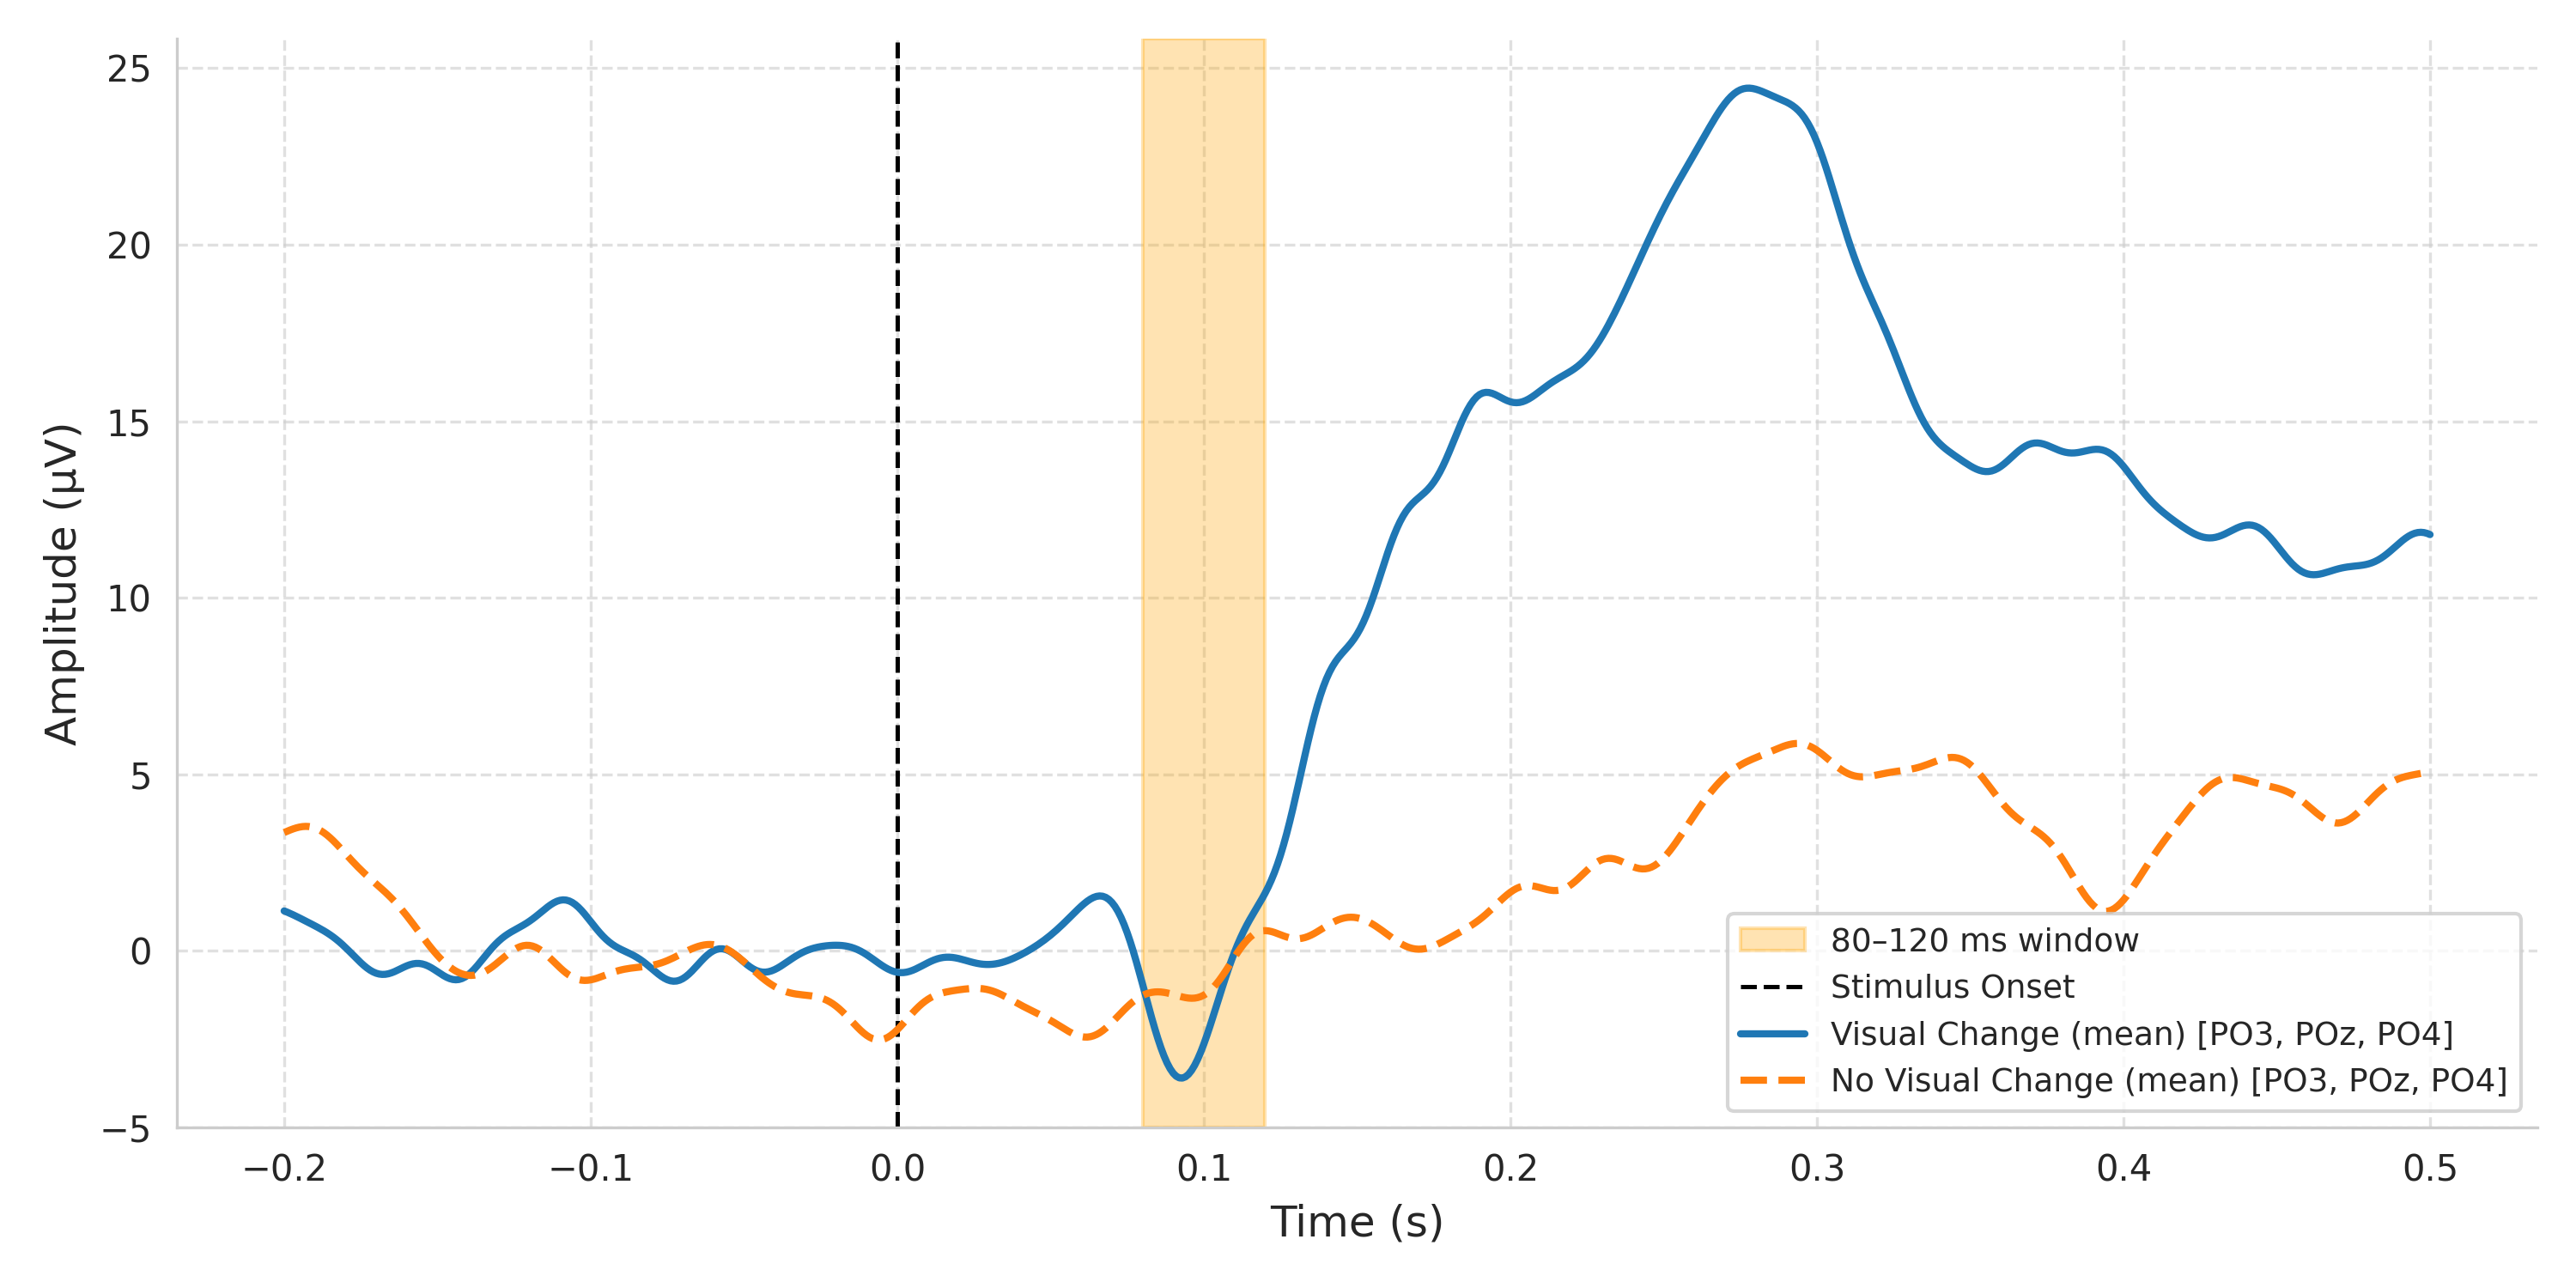 25
20
15
10
5
0
−5
Amplitude (µV)
−0.2 −0.1 0.0 0.1 0.2 0.3 0.4 0.5
Time (s)
80–120 ms window
Stimulus Onset
Visual Change (mean) [PO3, POz, PO4]
No Visual Change (mean) [PO3, POz, PO4]